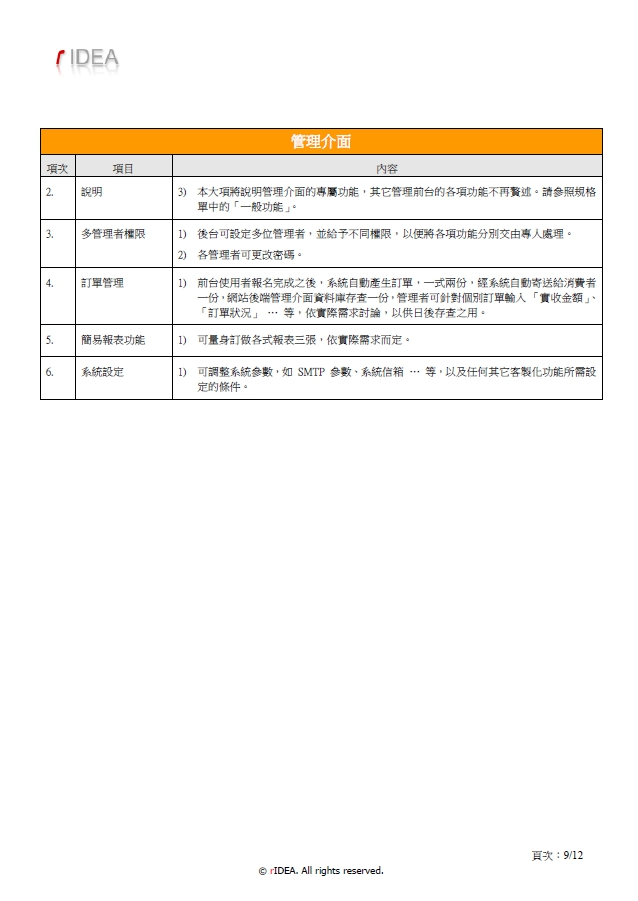 r IDEA
管理介面
項次 項目 內容
2. 說明 3) 本大項將說明管理介面的專屬功能，其它管理前台的各項功能不再贅述。請參照規格
單中的「一般功能」。
3. 多管理者權限 1) 後台可設定多位管理者，並給予不同權限，以便將各項功能分別交由專人處理。
2) 各管理者可更改密碼。
4. 訂單管理 1) 前台使用者報名完成之後，系統自動產生訂單，一式兩份，經系統自動寄送給消費者
一份，網站後端管理介面資料庫存查一份，管理者可針對個別訂單輸入「實收金額」、
「訂單狀況」 … 等，依實際需求討論，以供日後存查之用。
5. 簡易報表功能 1) 可量身訂做各式報表三張，依實際需求而定。
6. 系統設定 1) 可調整系統參數，如 SMTP 參數、系統信箱 … 等，以及任何其它客製化功能所需設
定的條件。
頁次：9/12
© rIDEA. All rights reserved.